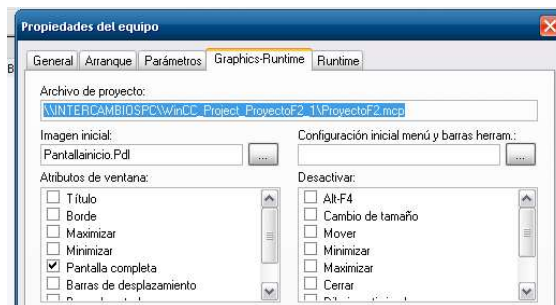 Propiedades del equipo
General Arranque Parámetros Graphics-Runtime Runtime
Archivo de proyecto:
\\INTERCAMBIOSPC\WinCC_Project_ProyectoF2_1\ProyectoF2.mcp
Imagen inicial: Configuración inicial menú y barras herram.:
Pantallainicio.Pdl ... ...
Atributos de ventana: Desactivar:
Título Alt-F4
Borde Cambio de tamaño
Maximizar Mover
Minimizar Minimizar
Pantalla completa Maximizar
Barras de desplazamiento Cerrar